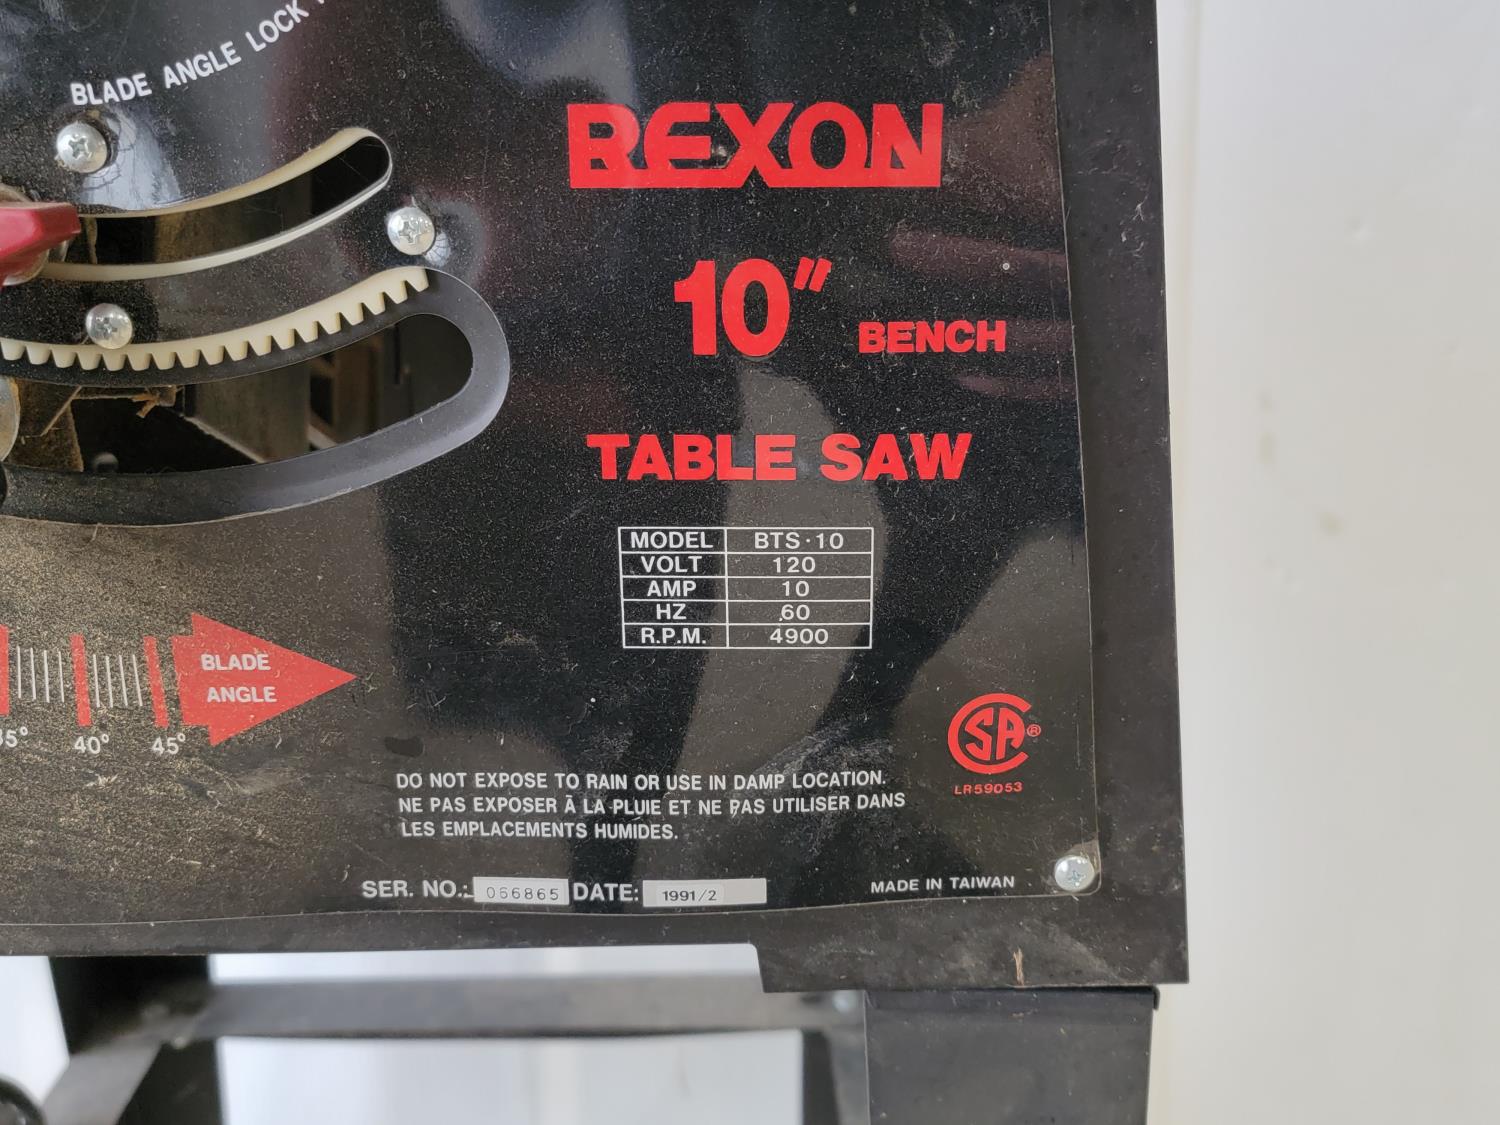 BLADE ANGLE LOCK
REXON
10" BENCH
TABLE SAW
MODEL BTS·10
VOLT 120
AMP 10
HZ 60
R.P.M. 4900
BLADE
ANGLE
40° 45°
CSA®
LR59053
DO NOT EXPOSE TO RAIN OR USE IN DAMP LOCATION.
NE PAS EXPOSER À LA PLUIE ET NE PAS UTILISER DANS
LES EMPLACEMENTS HUMIDES.
SER. NO.: 066865 DATE: 1991/2
MADE IN TAIWAN